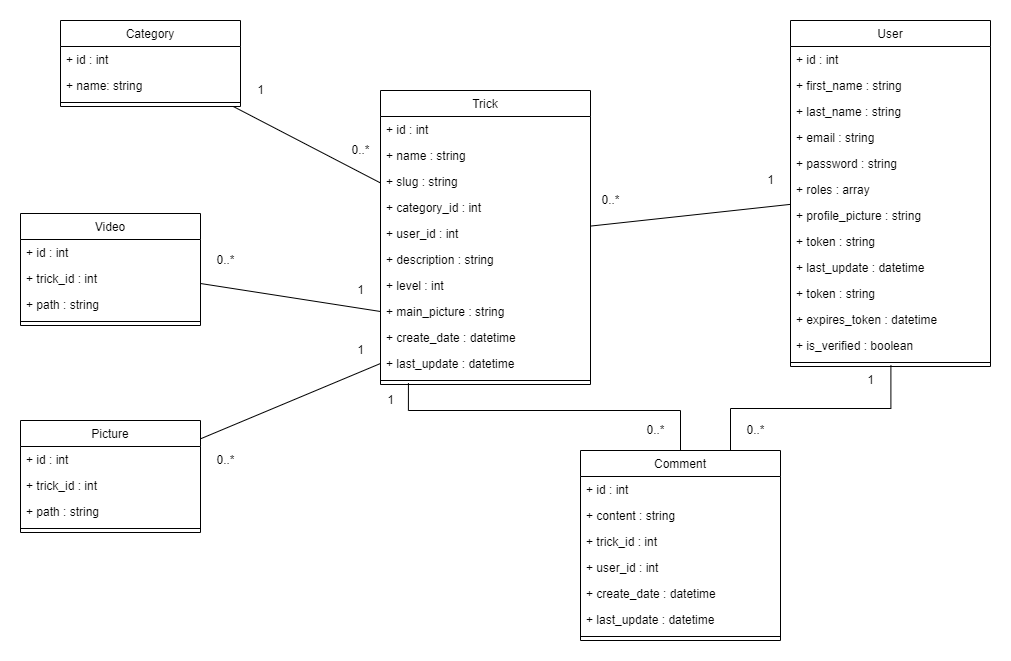 Category
+ id : int
+ name: string
1
0..*
Trick
+ id : int
+ name : string
+ slug : string
+ category_id : int
+ user_id : int
+ description : string
+ level : int
+ main_picture : string
+ create_date : datetime
+ last_update : datetime
User
+ id : int
+ first_name : string
+ last_name : string
+ email : string
+ password : string
+ roles : array
+ profile_picture : string
+ token : string
+ last_update : datetime
+ token : string
+ expires_token : datetime
+ is_verified : boolean
1
0..*
Video
+ id : int
+ trick_id : int
+ path : string
0..*
1
1
0..*
Picture
+ id : int
+ trick_id : int
+ path : string
1
0..*
1
0..*
Comment
+ id : int
+ content : string
+ trick_id : int
+ user_id : int
+ create_date : datetime
+ last_update : datetime